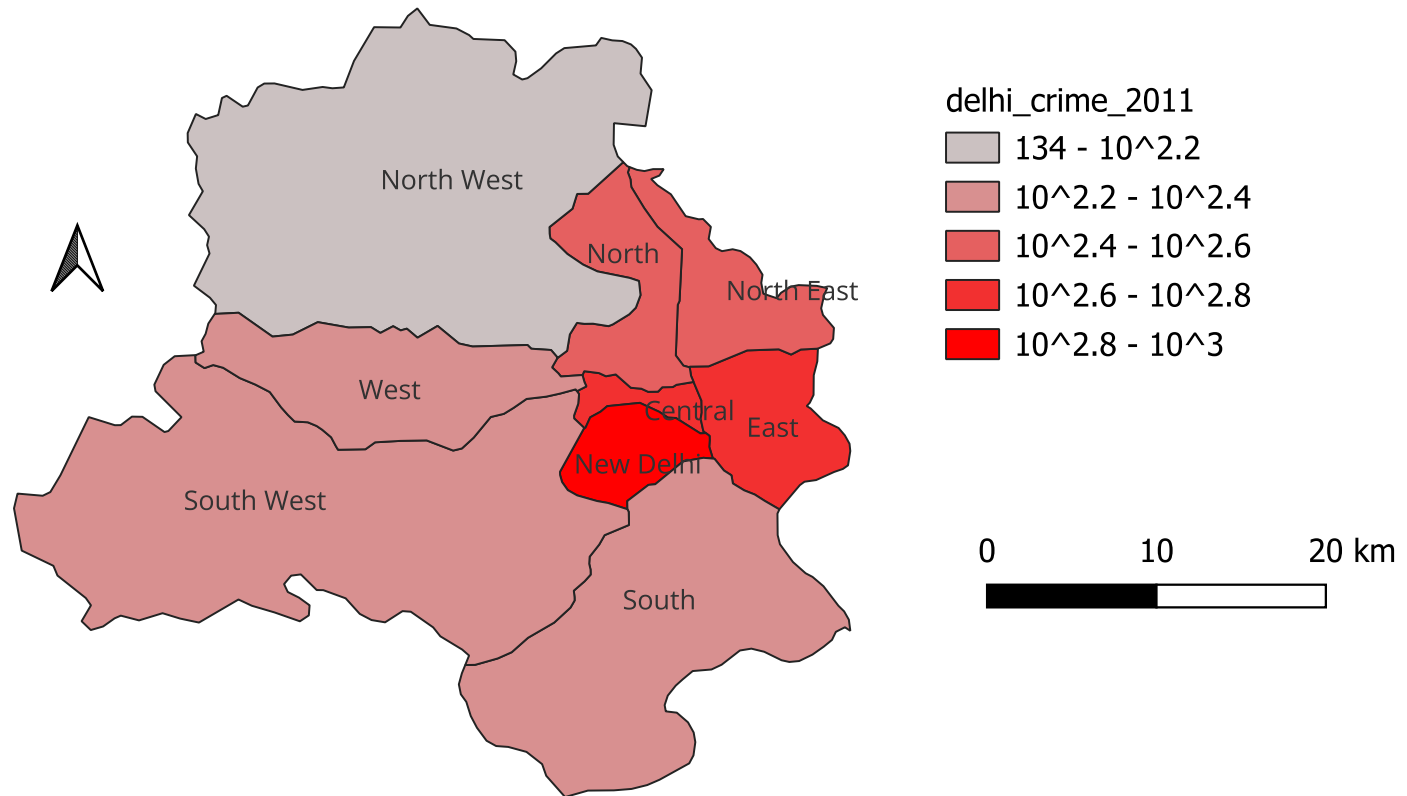 delhi_crime_2011
134 - 10^2.2
10^2.2 - 10^2.4
10^2.4 - 10^2.6
10^2.6 - 10^2.8
10^2.8 - 10^3
North West
North
North East
West
Central
East
New Delhi
South West
South
0 10 20 km